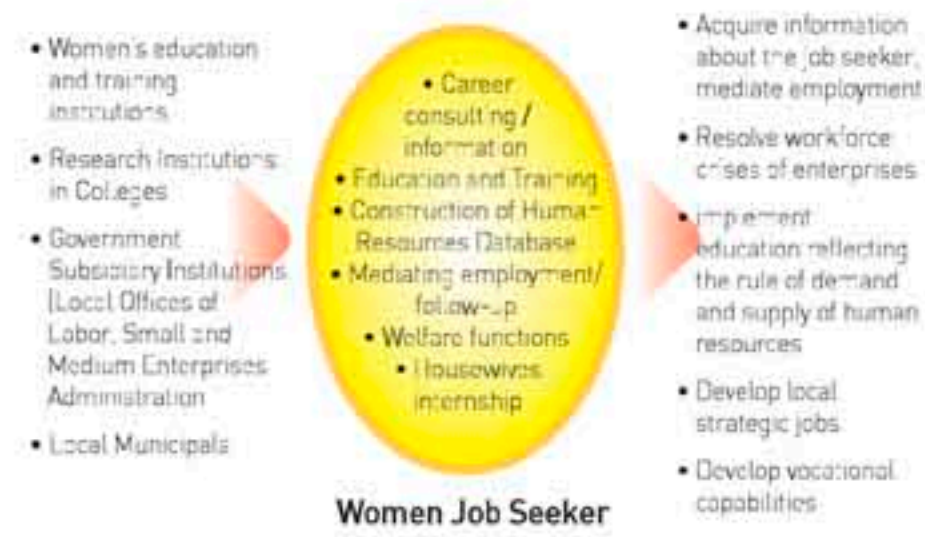 • Women's education
and training
institutions
• Research Institutions
in Colleges
• Government
Subsidiary Institutions
(Local Offices of
Labor, Small and
Medium Enterprises
Administration
• Local Municipals
• Career
consulting /
information
• Education and Training
• Construction of Human
Resources Database
• Mediating employment/
follow-up
• Welfare functions
• Housewives
internship
Women Job Seeker
• Acquire information
about the job seeker,
mediate employment
• Resolve workforce
crises of enterprises
• Implement
education reflecting
the rule of demand
and supply of human
resources
• Develop local
strategic jobs
• Develop vocational
capabilities